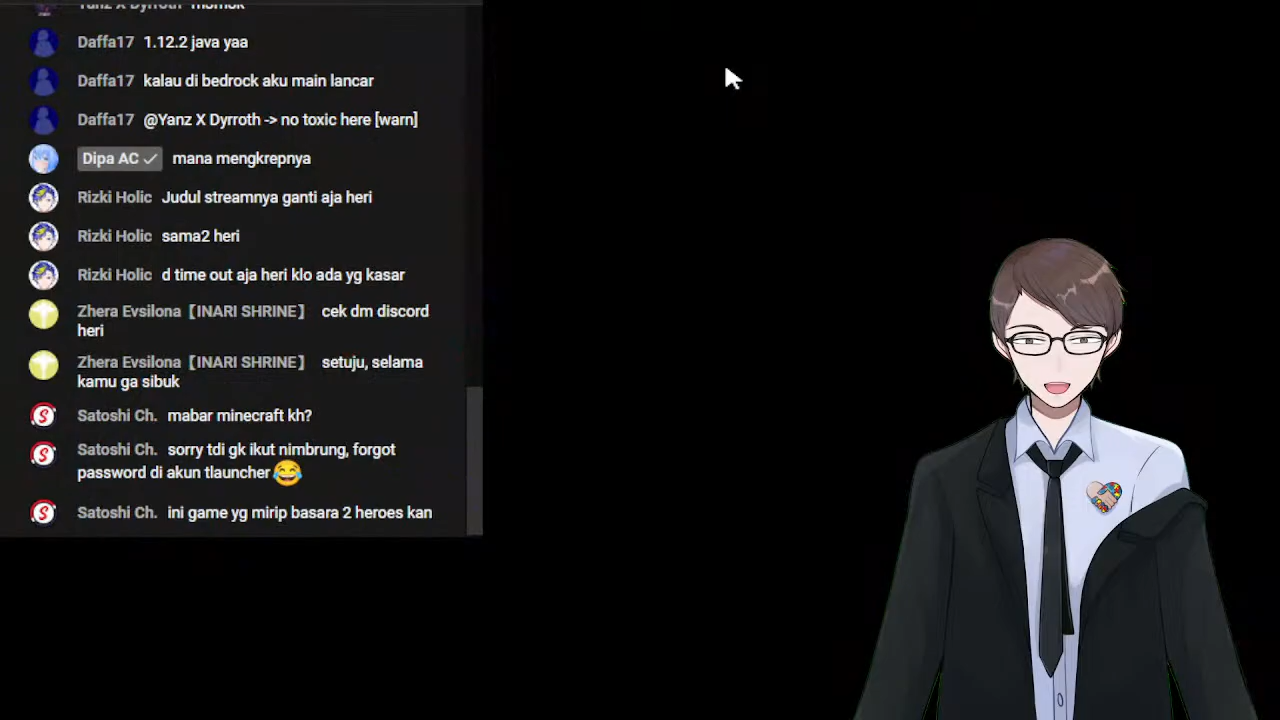 Yanz X Dyrroth
Daffa17 1.12.2 java yaa
Daffa17 kalau di bedrock aku main lancar
Daffa17 @Yanz X Dyrroth -> no toxic here [warn]
Dipa AC ✓ mana mengkrepnya
Rizki Holic Judul streamnya ganti aja heri
Rizki Holic sama2 heri
Rizki Holic d time out aja heri klo ada yg kasar
Zhera Evsilona【INARI SHRINE】 cek dm discord
heri
Zhera Evsilona【INARI SHRINE】 setuju, selama
kamu ga sibuk
Satoshi Ch. mabar minecraft kh?
Satoshi Ch. sorry tdi gk ikut nimbrung, forgot
password di akun tlauncher 😂
Satoshi Ch. ini game yg mirip basara 2 heroes kan